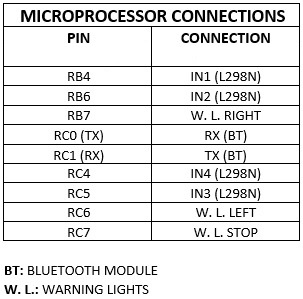 MICROPROCESSOR CONNECTIONS
PIN CONNECTION
RB4 IN1 (L298N)
RB6 IN2 (L298N)
RB7 W. L. RIGHT
RC0 (TX) RX (BT)
RC1 (RX) TX (BT)
RC4 IN4 (L298N)
RC5 IN3 (L298N)
RC6 W. L. LEFT
RC7 W. L. STOP
BT: BLUETOOTH MODULE
W. L.: WARNING LIGHTS